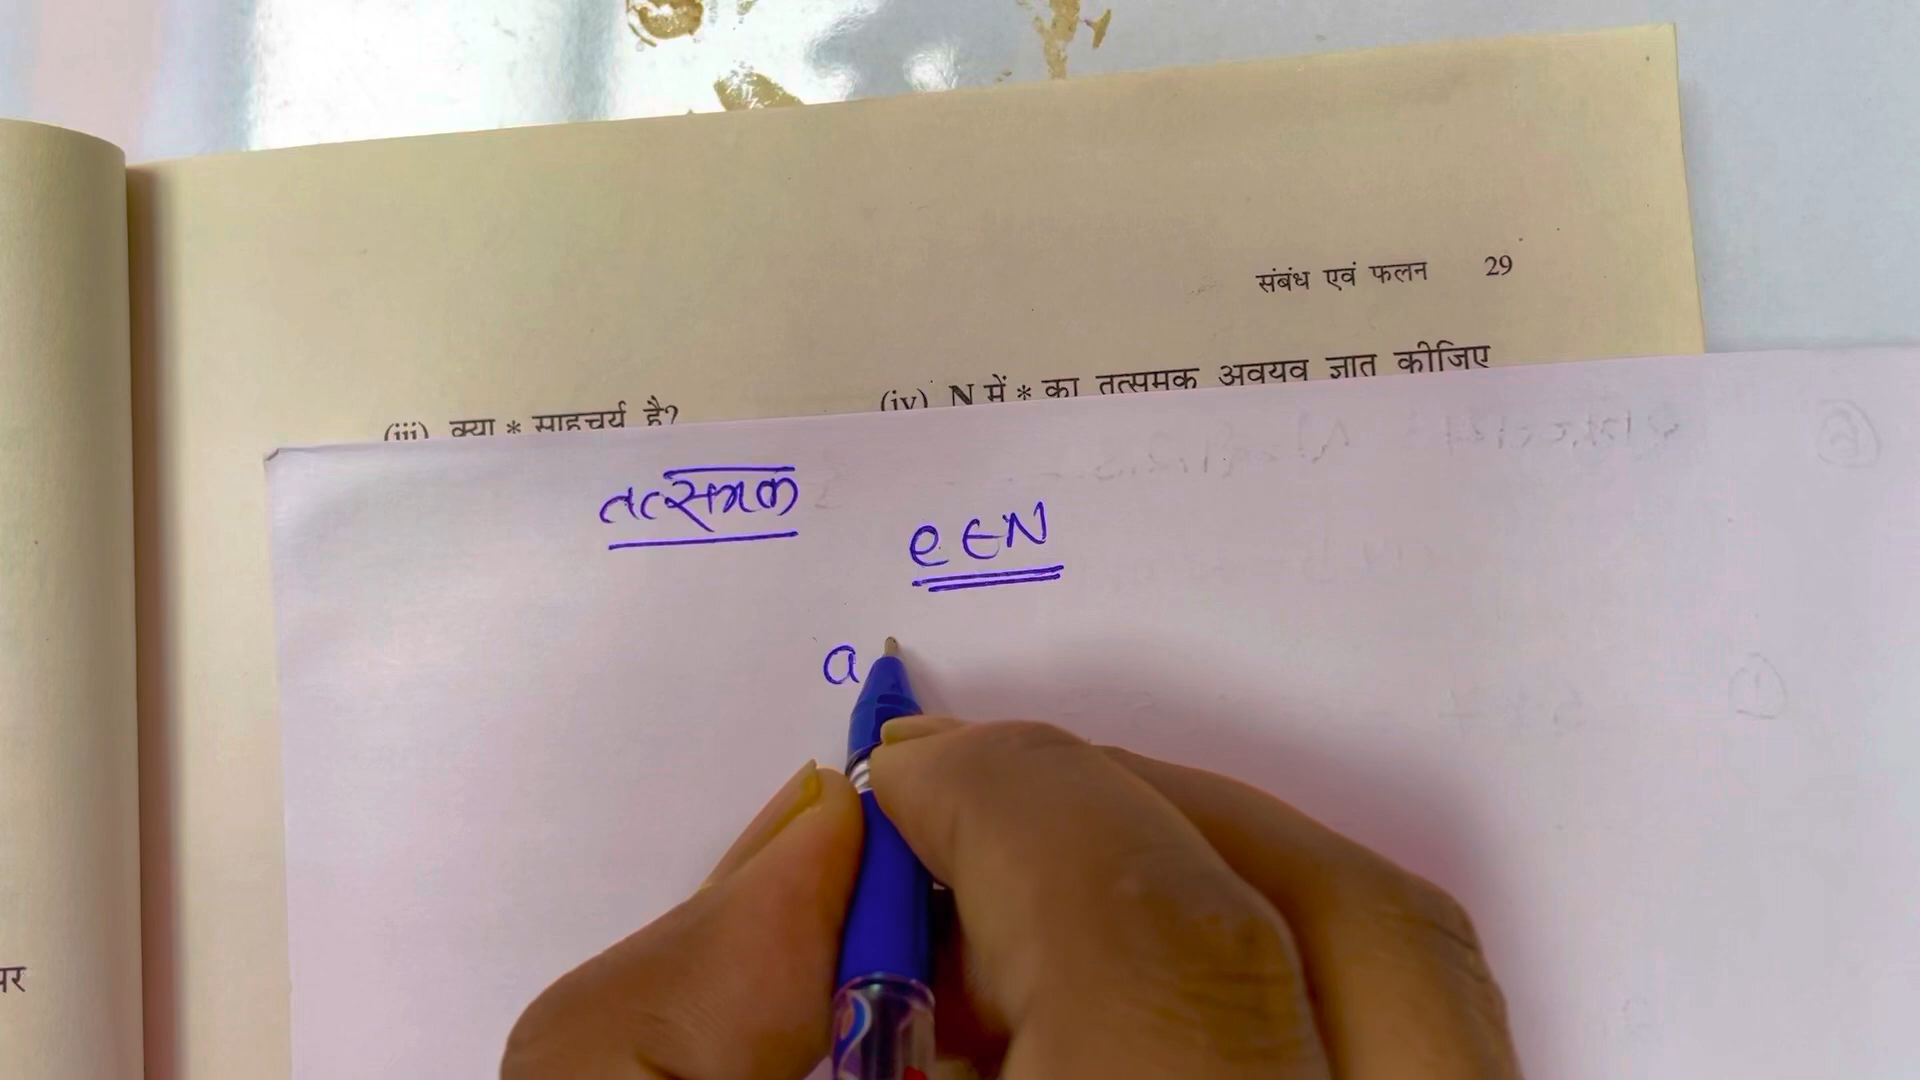 संबंध एवं फलन 29
(iii) क्या * साहचर्य है? (iv) N में * का तत्समक अवयव ज्ञात कीजिए
तत्समक
e ∈ N
a